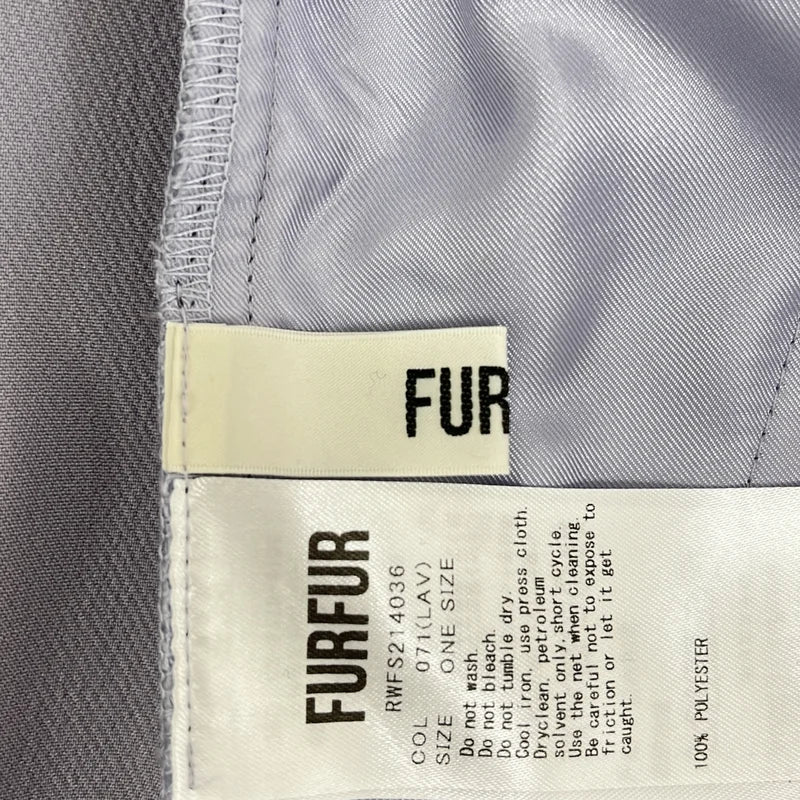 FUR
FURFUR
RWFS214036
COL 071(LAV)
SIZE ONE SIZE
Do not wash.
Do not bleach.
Do not tumble dry.
Cool iron, use press cloth.
Dryclean, petroleum
solvent only, short cycle.
Use the net when cleaning.
Be careful not to expose to
friction or let it get
caught.
100% POLYESTER